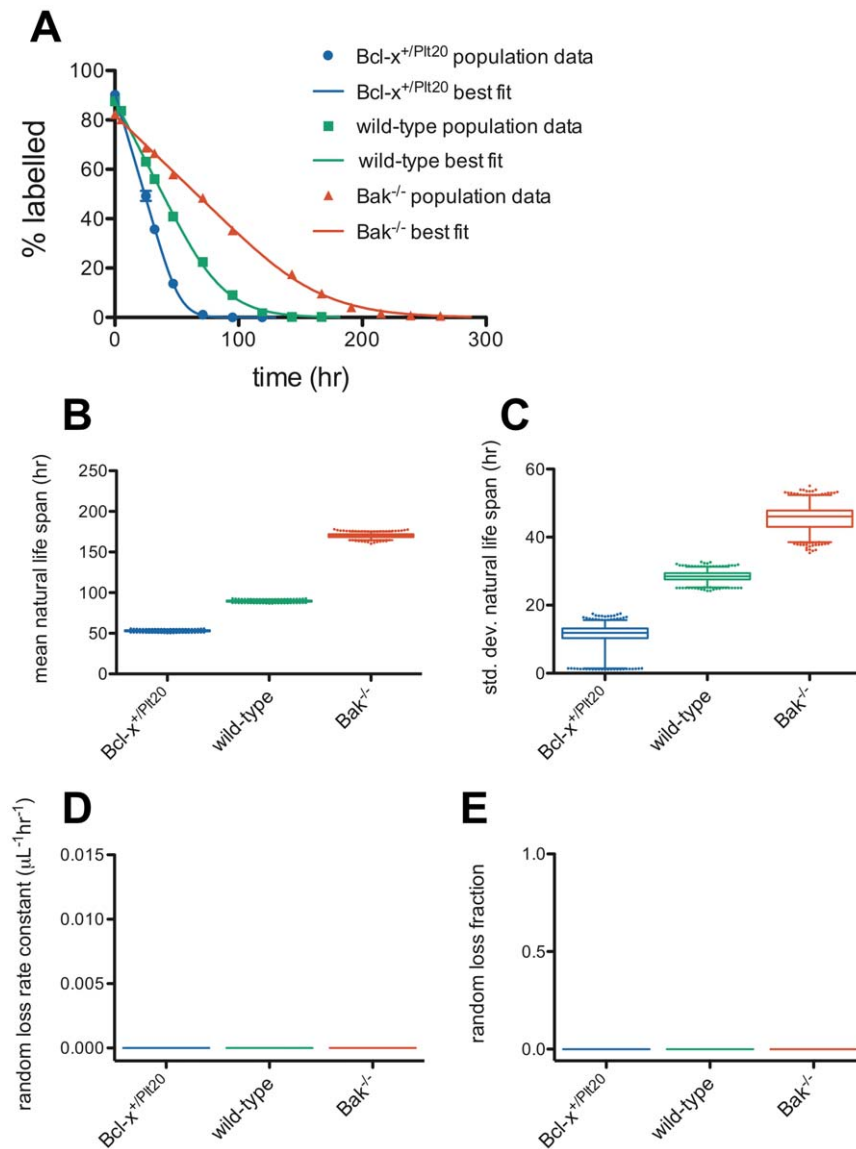 A
Bcl-x+/Plt20 population data
Bcl-x+/Plt20 best fit
wild-type population data
wild-type best fit
Bak-/- population data
Bak-/- best fit
% labelled
100
80
60
40
20
0
0 100 200 300
time (hr)
B
mean natural life span (hr)
250
200
150
100
50
0
Bcl-x+/Plt20 wild-type Bak-/-
C
std. dev. natural life span (hr)
60
40
20
0
Bcl-x+/Plt20 wild-type Bak-/-
D
random loss rate constant (μL-1hr-1)
0.015
0.010
0.005
0.000
Bcl-x+/Plt20 wild-type Bak-/-
E
random loss fraction
1.0
0.5
0.0
Bcl-x+/Plt20 wild-type Bak-/-